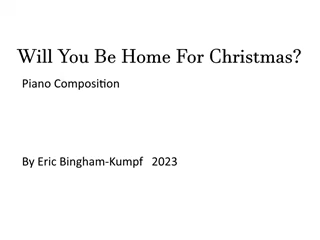 Will You Be Home For Christmas?
Piano Composition
By Eric Bingham-Kumpf   2023